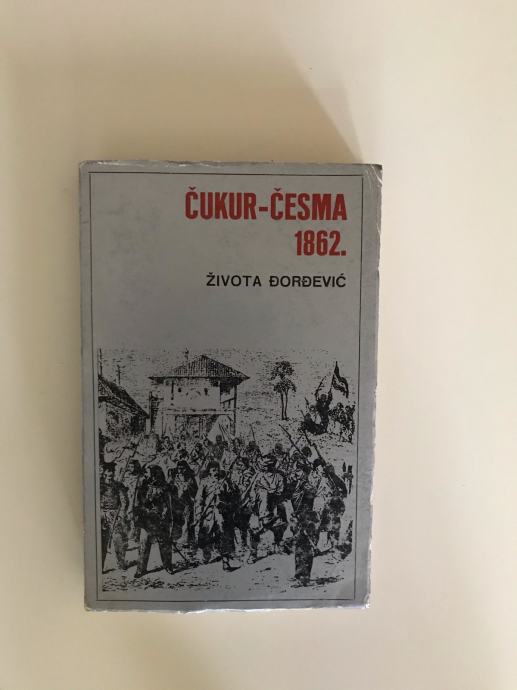 ČUKUR-ČESMA
1862.
ŽIVOTA ĐORĐEVIĆ